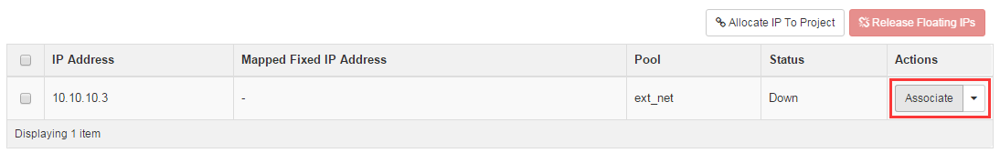 Allocate IP To Project Release Floating IPs
IP Address Mapped Fixed IP Address Pool Status Actions
10.10.10.3 - ext_net Down Associate
Displaying 1 item